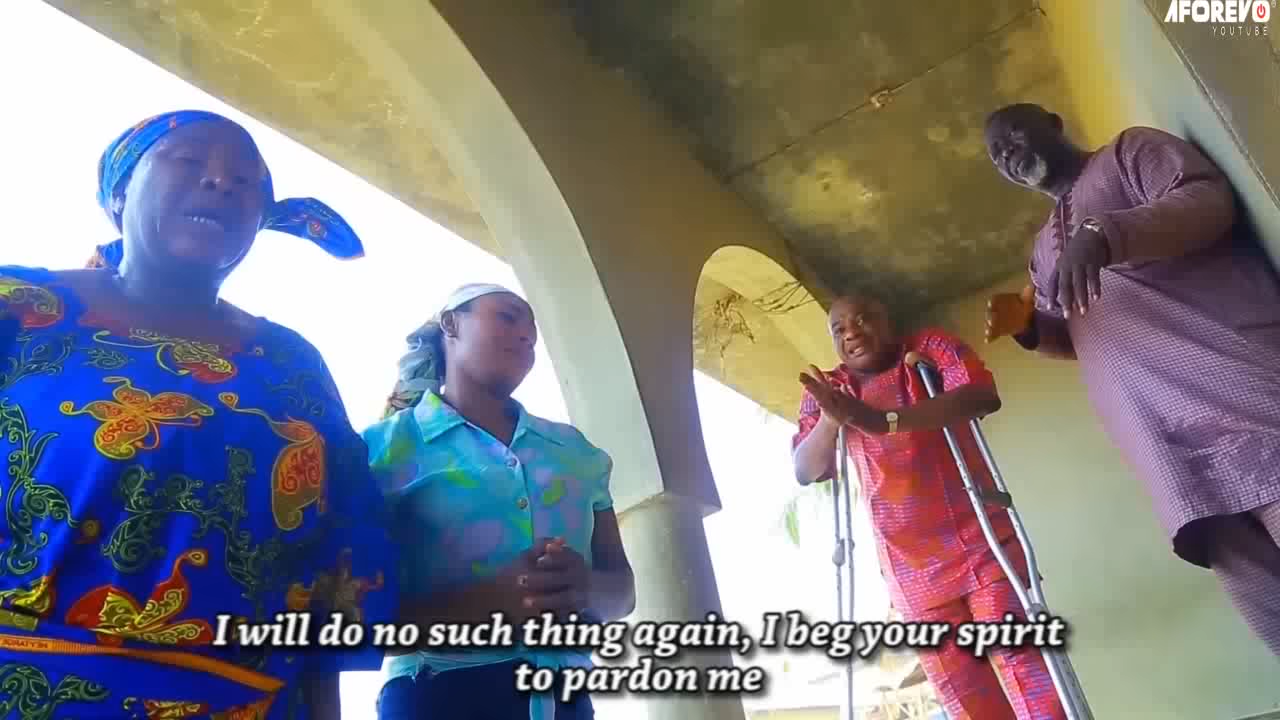 AFOREVO
YOUTUBE
I will do no such thing again, I beg your spirit
to pardon me